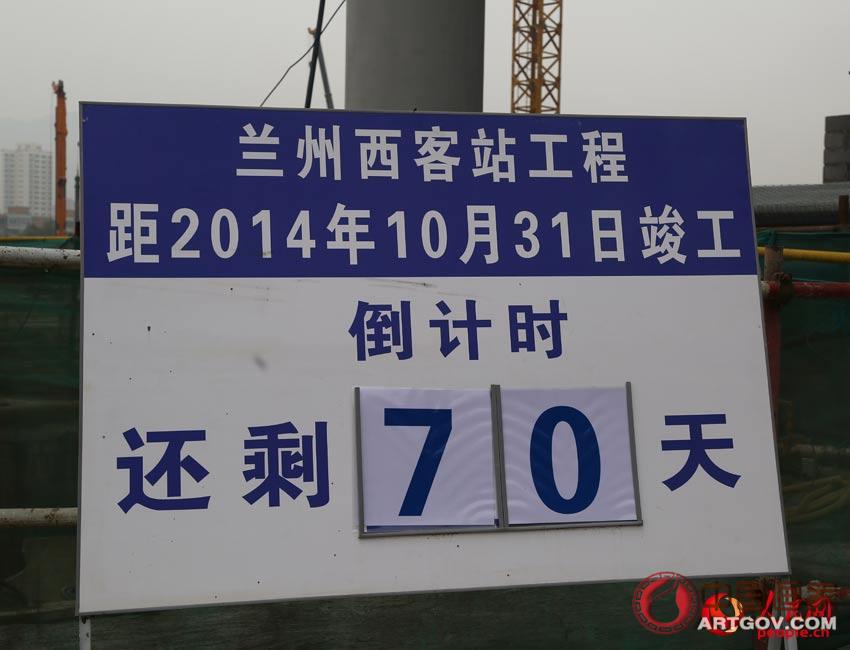 兰州西客站工程
距2014年10月31日竣工
倒计时
还剩70天
ARTGOV.COM
people.cn